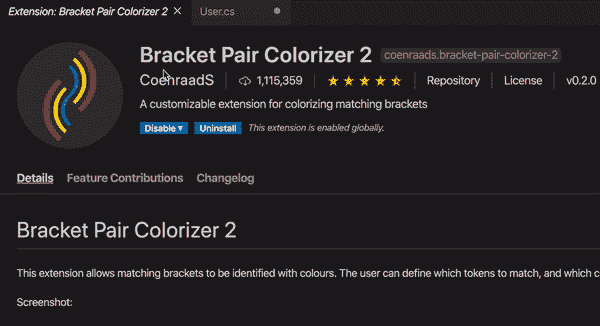 Extension: Bracket Pair Colorizer 2 User.cs
Bracket Pair Colorizer 2 coenraads.bracket-pair-colorizer-2
CoenraadS 1,115,359 Repository License v0.2.0
A customizable extension for colorizing matching brackets
Disable Uninstall This extension is enabled globally.
Details Feature Contributions Changelog
Bracket Pair Colorizer 2
This extension allows matching brackets to be identified with colours. The user can define which tokens to match, and which c
Screenshot: